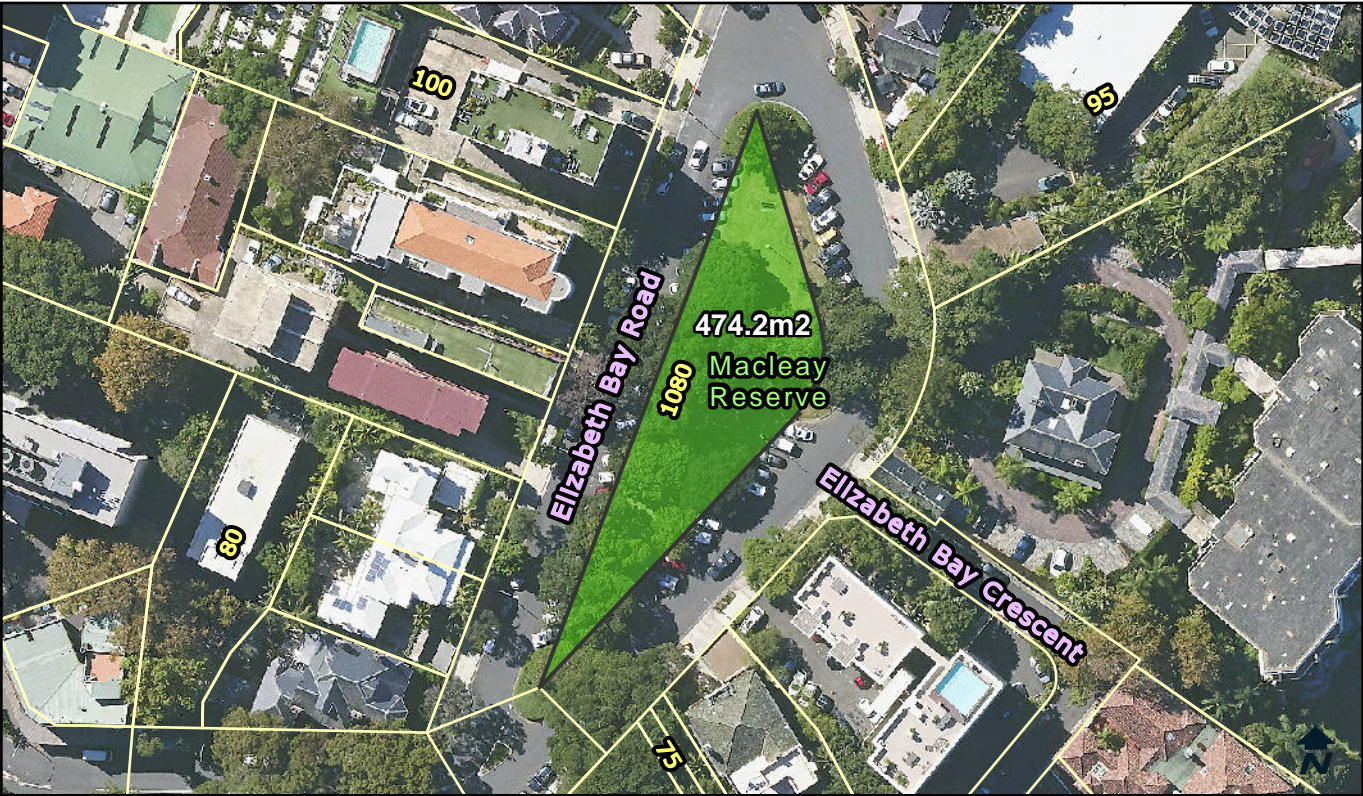 100
95
Elizabeth Bay Road
474.2m2
1080
Macleay
Reserve
Elizabeth Bay Crescent
80
75
N